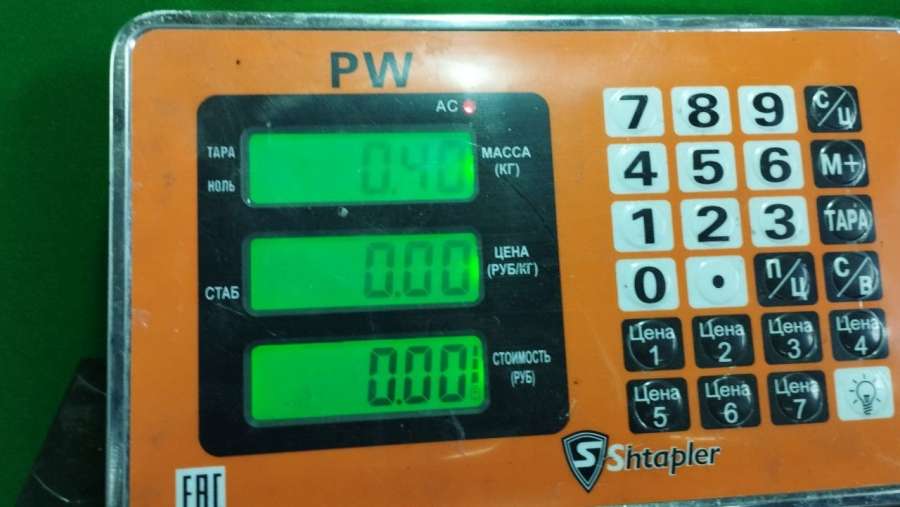 PW
AC
ТАРА
НОЛЬ
0.40
МАССА
(КГ)
СТАБ
0.00
ЦЕНА
(РУБ/КГ)
0.00
СТОИМОСТЬ
(РУБ)
7 8 9 С/Ц
4 5 6 М+
1 2 3 ТАРА
0 . П/Ц С/В
Цена 1 Цена 2 Цена 3 Цена 4
Цена 5 Цена 6 Цена 7
S Shtapler
EAC